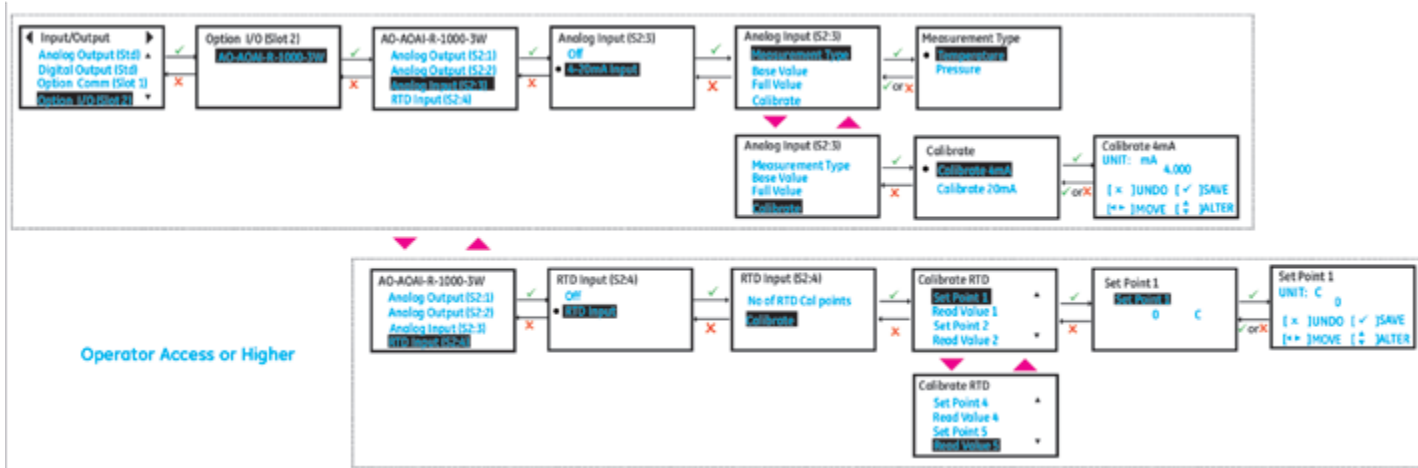 Input/Output
Analog Output (Std)
Digital Output (Std)
Option Comm (Slot 1)
Option I/O (Slot 2)
Option I/O (Slot 2)
AO-AOAI-R-1000-3W
AO-AOAI-R-1000-3W
Analog Output (S2:1)
Analog Output (S2:2)
Analog Input (S2:3)
RTD Input (S2:4)
Analog Input (S2:3)
Off
4-20mA Input
Analog Input (S2:3)
Measurement Type
Base Value
Full Value
Calibrate
Measurement Type
Temperature
Pressure
✓orX
Analog Input (S2:3)
Measurement Type
Base Value
Full Value
Calibrate
Calibrate
Calibrate 4mA
Calibrate 20mA
✓orX
Calibrate 4mA
UNIT: mA
4.000
[ × ]UNDO [ ✓ ]SAVE
[◂▸ ]MOVE [ ▴▾ ]ALTER
AO-AOAI-R-1000-3W
Analog Output (S2:1)
Analog Output (S2:2)
Analog Input (S2:3)
RTD Input (S2:4)
RTD Input (S2:4)
Off
RTD Input
RTD Input (S2:4)
No of RTD Cal points
Calibrate
Calibrate RTD
Set Point 1
Read Value 1
Set Point 2
Read Value 2
Set Point 1
Set Point 1
0 C
✓orX
Set Point 1
UNIT: C
0
[ × ]UNDO [ ✓ ]SAVE
[◂▸ ]MOVE [ ▴▾ ]ALTER
Operator Access or Higher
Calibrate RTD
Set Point 4
Read Value 4
Set Point 5
Read Value 5